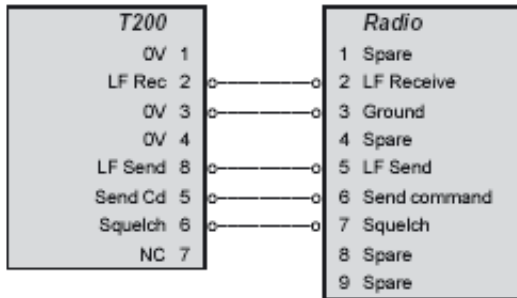 T200
0V 1
LF Rec 2
0V 3
0V 4
LF Send 8
Send Cd 5
Squelch 6
NC 7
Radio
1 Spare
2 LF Receive
3 Ground
4 Spare
5 LF Send
6 Send command
7 Squelch
8 Spare
9 Spare